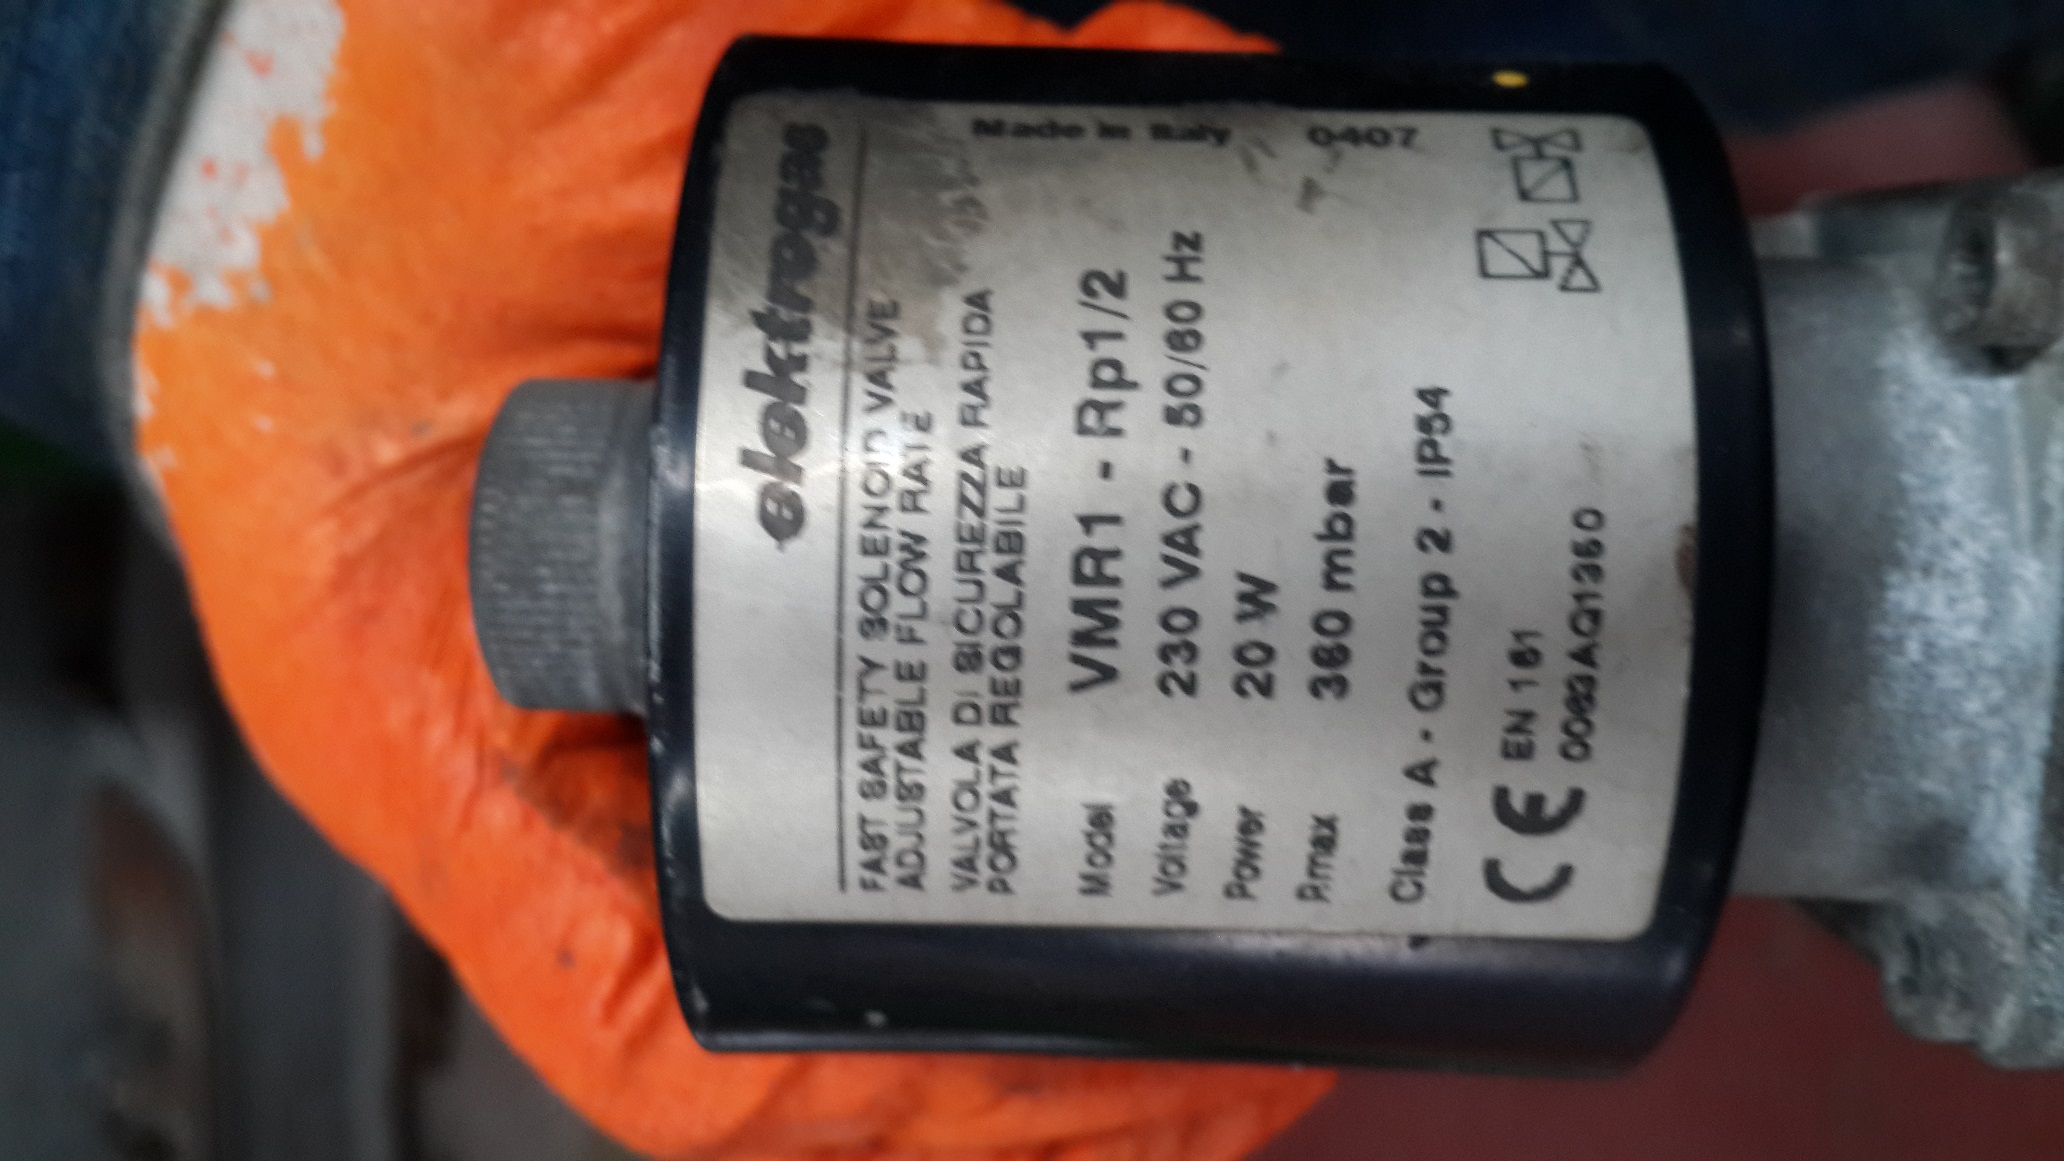 elektrogas
FAST SAFETY SOLENOID VALVE
ADJUSTABLE FLOW RATE
VALVOLA DI SICUREZZA RAPIDA
PORTATA REGOLABILE
Model VMR1 - Rp1/2
Voltage 230 VAC - 50/60 Hz
Power 20 W
P.max 360 mbar
Class A - Group 2 - IP54
CE EN 161
0063AQ1350
Made in Italy 0407